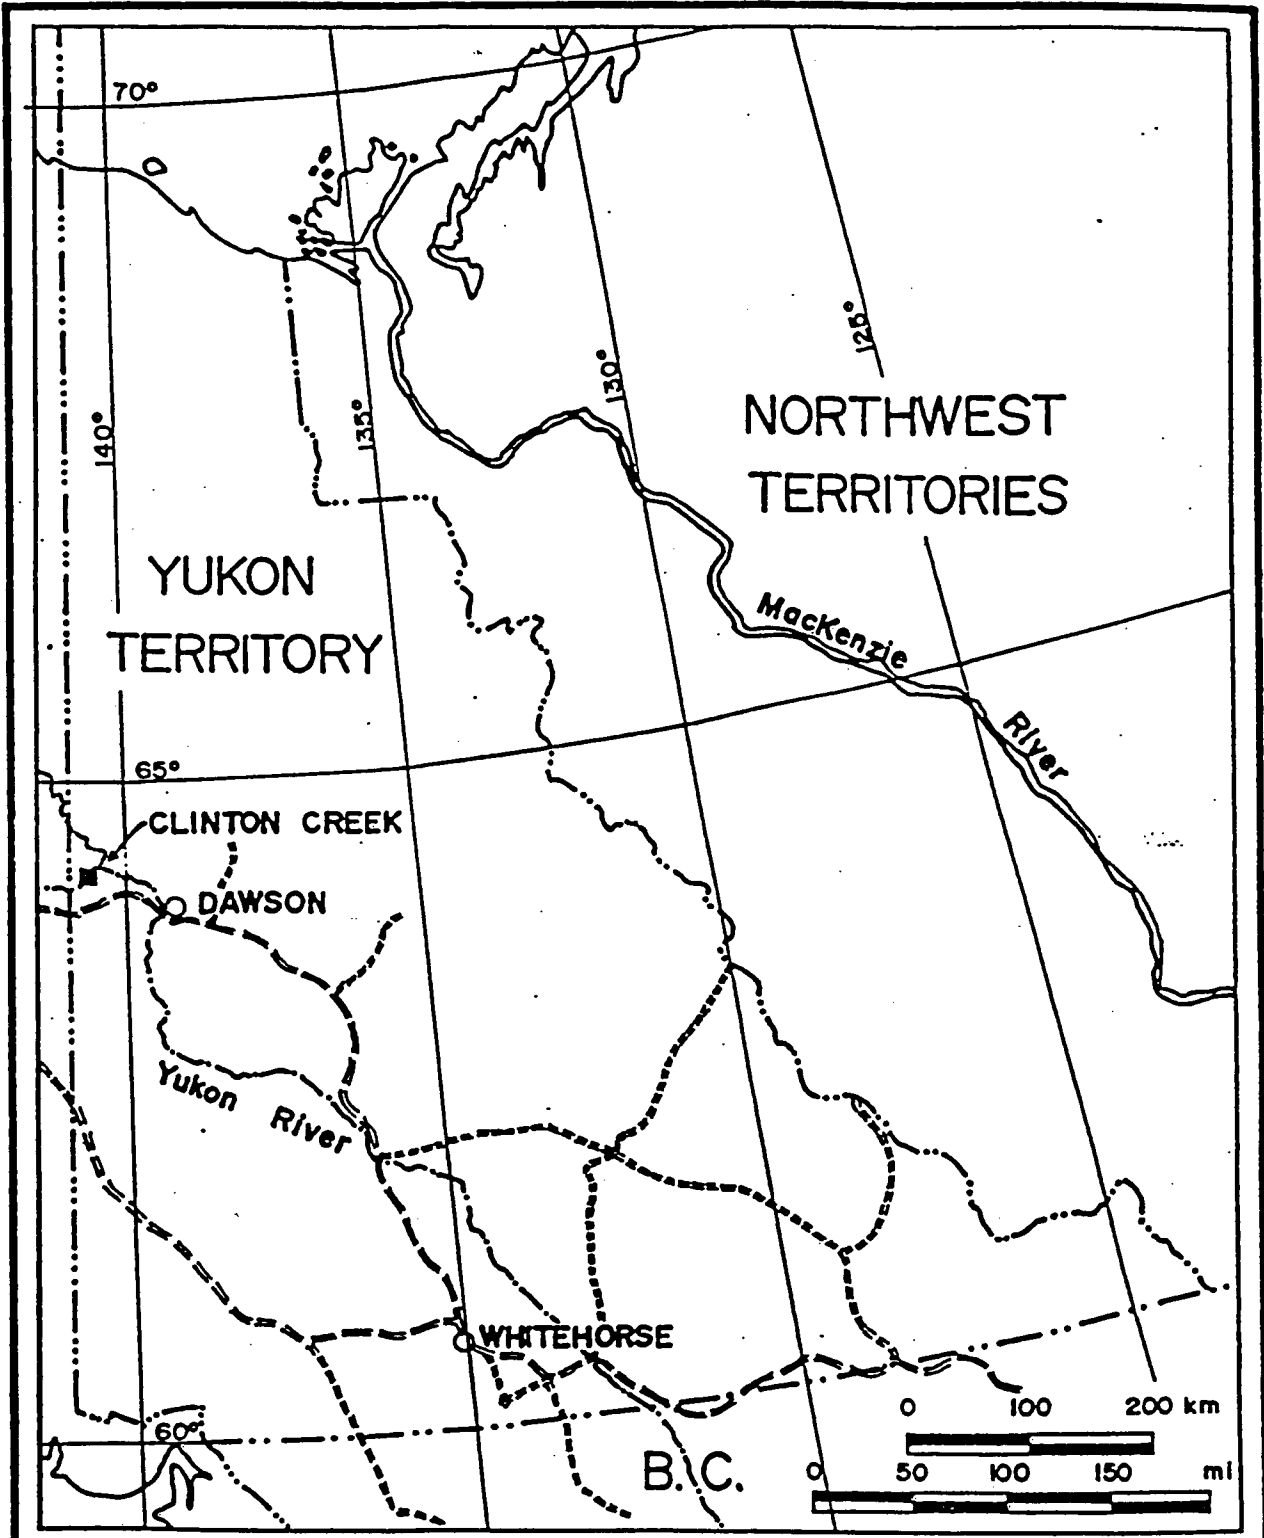 70°
125°
130°
135°
140°
NORTHWEST
TERRITORIES
YUKON
TERRITORY
MacKenzie
River
65°
CLINTON CREEK
DAWSON
Yukon River
WHITEHORSE
60°
B.C.
0 100 200 km
0 50 100 150 mi